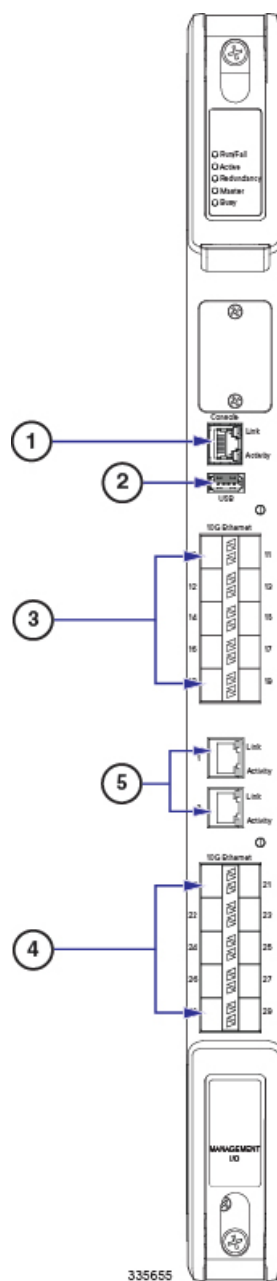 Run/Fail
Active
Redundancy
Master
Busy
Console
Link
1
Activity
2
USB
10G Ethernet
11
12
13
3
14
15
16
17
19
Link
1
5
Activity
Link
Activity
10G Ethernet
21
22
23
4
24
25
26
27
29
MANAGEMENT
I/O
335655